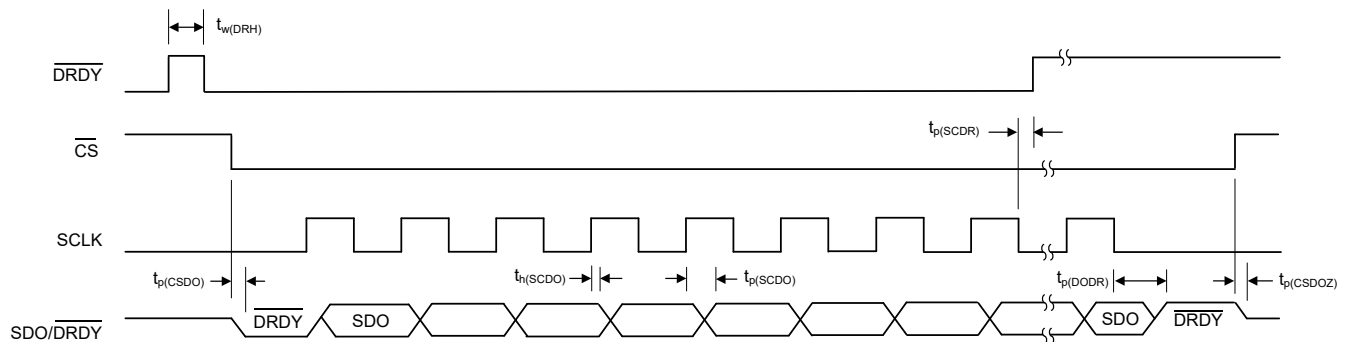 tw(DRH)
DRDY
tp(SCDR)
CS
SCLK
tp(CSDO)
th(SCDO)
tp(SCDO)
tp(DODR)
tp(CSDOZ)
SDO/DRDY
DRDY
SDO
SDO
DRDY